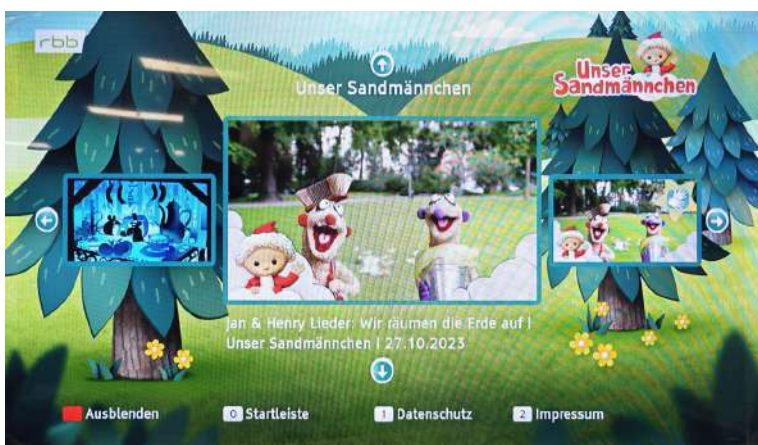 rbb
Unser Sandmännchen
Unser
Sandmännchen
Jan & Henry Lieder: Wir räumen die Erde auf |
Unser Sandmännchen | 27.10.2023
Ausblenden
0 Startleiste
1 Datenschutz
2 Impressum